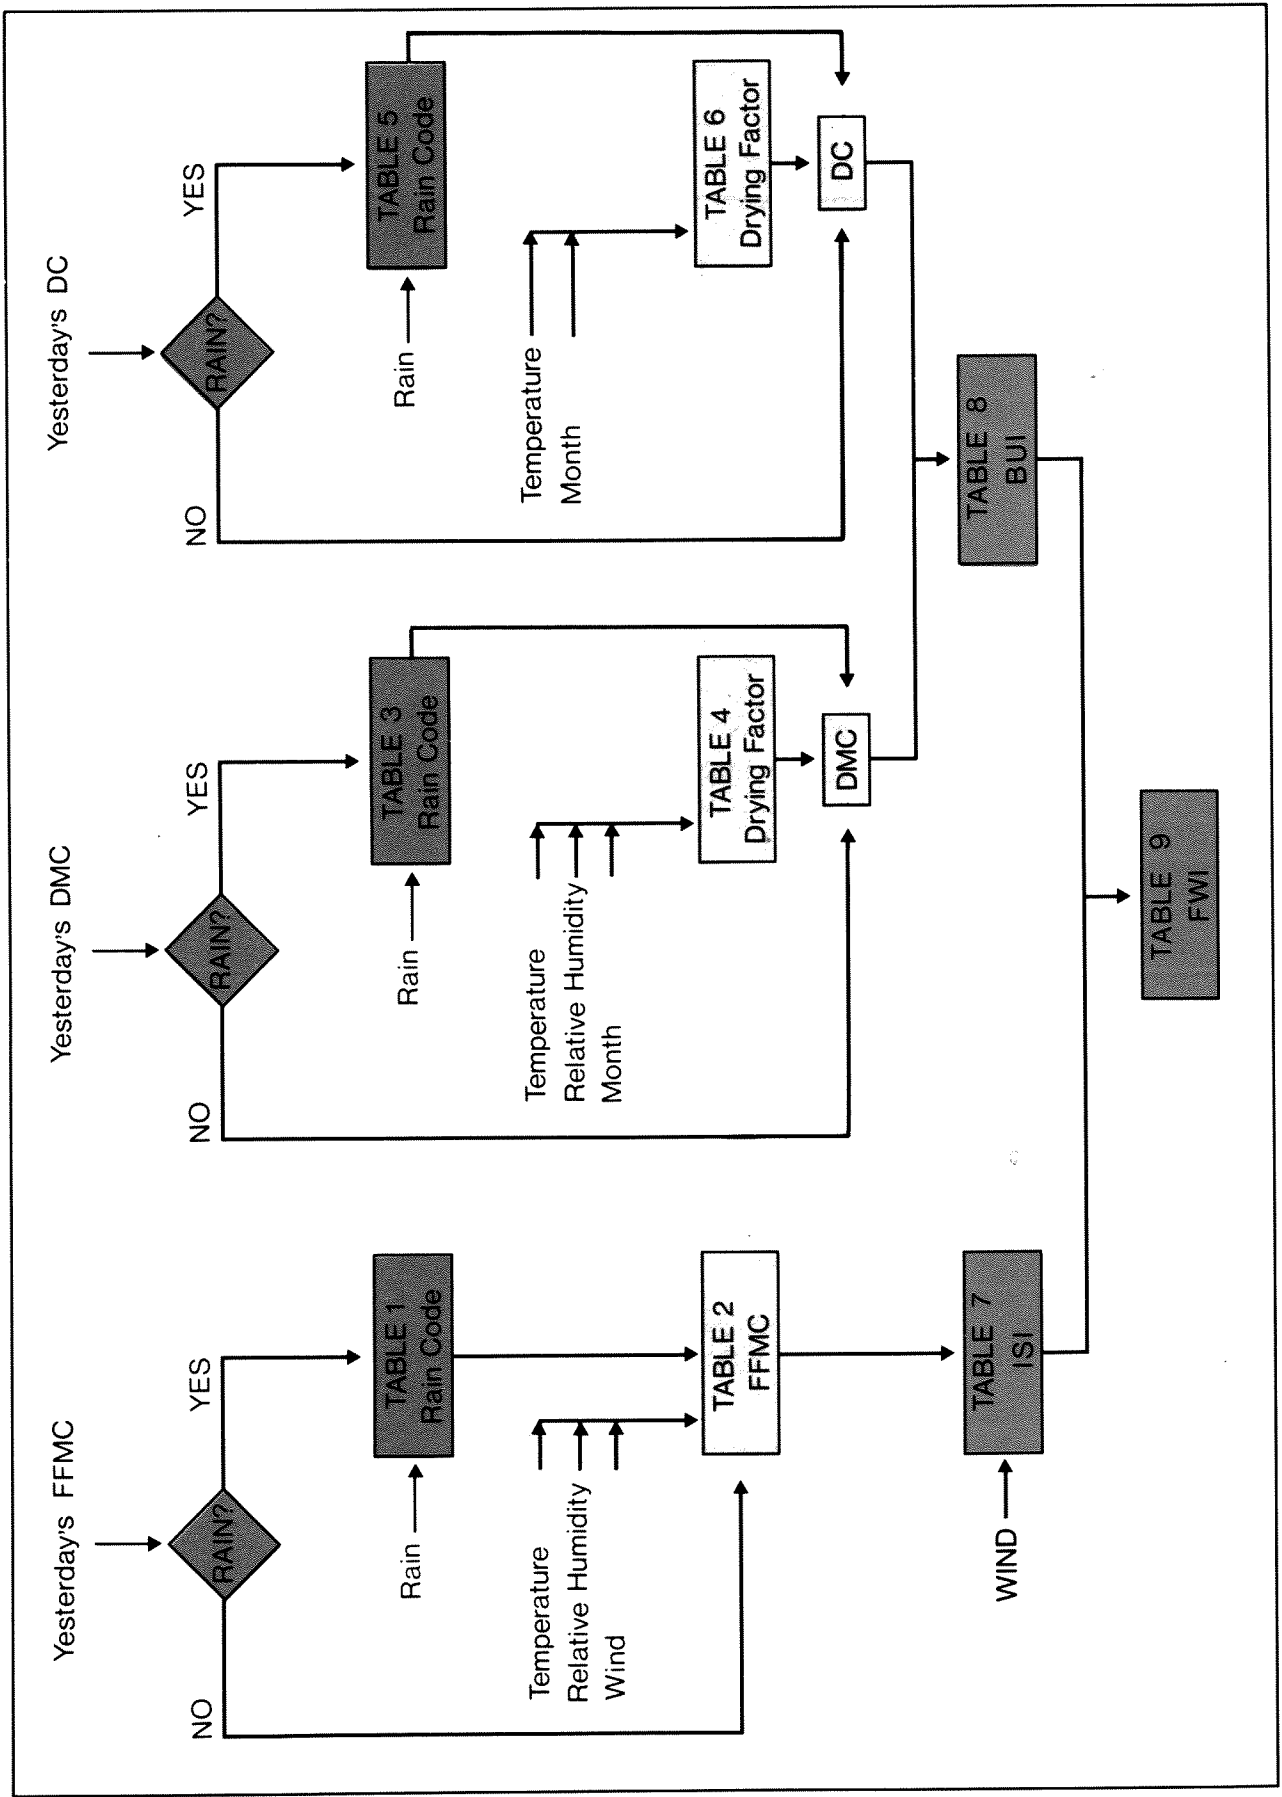 Yesterday's FFMC
NO
RAIN?
YES
Rain
TABLE 1
Rain Code
Temperature
Relative Humidity
Wind
TABLE 2
FFMC
WIND
TABLE 7
ISI
Yesterday's DMC
NO
RAIN?
YES
Rain
TABLE 3
Rain Code
Temperature
Relative Humidity
Month
TABLE 4
Drying Factor
DMC
Yesterday's DC
NO
RAIN?
YES
Rain
TABLE 5
Rain Code
Temperature
Month
TABLE 6
Drying Factor
DC
TABLE 8
BUI
TABLE 9
FWI